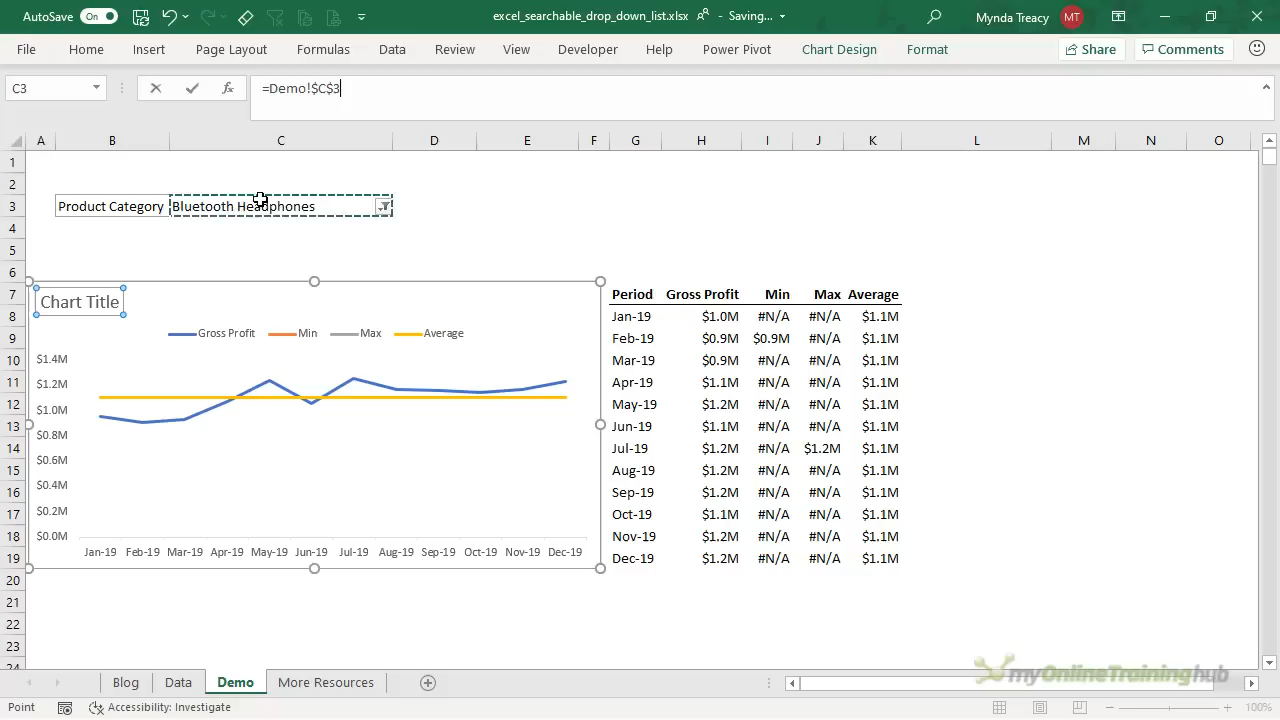 AutoSave On excel_searchable_drop_down_list.xlsx - Saving... Mynda Treacy MT
File Home Insert Page Layout Formulas Data Review View Developer Help Power Pivot Chart Design Format Share Comments
C3 fx =Demo!$C$3
A B C D E F G H I J K L M N O
1
2
3 Product Category Bluetooth Headphones
4
5
6
7 Period Gross Profit Min Max Average
8 Jan-19 $1.0M #N/A #N/A $1.1M
9 Feb-19 $0.9M $0.9M #N/A $1.1M
10 Mar-19 $0.9M #N/A #N/A $1.1M
11 Apr-19 $1.1M #N/A #N/A $1.1M
12 May-19 $1.2M #N/A #N/A $1.1M
13 Jun-19 $1.1M #N/A #N/A $1.1M
14 Jul-19 $1.2M #N/A $1.2M $1.1M
15 Aug-19 $1.2M #N/A #N/A $1.1M
16 Sep-19 $1.2M #N/A #N/A $1.1M
17 Oct-19 $1.1M #N/A #N/A $1.1M
18 Nov-19 $1.2M #N/A #N/A $1.1M
19 Dec-19 $1.2M #N/A #N/A $1.1M
20
21
22
23
24
Chart Title
Gross Profit Min Max Average
$1.4M
$1.2M
$1.0M
$0.8M
$0.6M
$0.4M
$0.2M
$0.0M
Jan-19 Feb-19 Mar-19 Apr-19 May-19 Jun-19 Jul-19 Aug-19 Sep-19 Oct-19 Nov-19 Dec-19
myOnlineTraininghub
Blog Data Demo More Resources
Point Accessibility: Investigate 100%